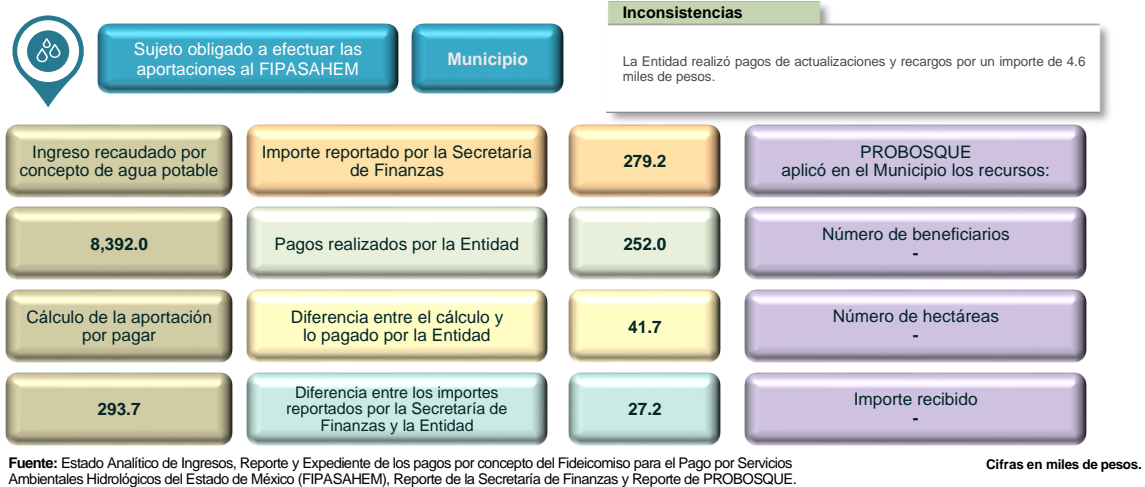 Inconsistencias
Sujeto obligado a efectuar las
aportaciones al FIPASAHEM
Municipio
La Entidad realizó pagos de actualizaciones y recargos por un importe de 4.6
miles de pesos.
Ingreso recaudado por
concepto de agua potable
Importe reportado por la Secretaría
de Finanzas
279.2
PROBOSQUE
aplicó en el Municipio los recursos:
8,392.0
Pagos realizados por la Entidad
252.0
Número de beneficiarios
-
Cálculo de la aportación
por pagar
Diferencia entre el cálculo y
lo pagado por la Entidad
41.7
Número de hectáreas
-
293.7
Diferencia entre los importes
reportados por la Secretaría de
Finanzas y la Entidad
27.2
Importe recibido
-
Fuente: Estado Analítico de Ingresos, Reporte y Expediente de los pagos por concepto del Fideicomiso para el Pago por Servicios
Ambientales Hidrológicos del Estado de México (FIPASAHEM), Reporte de la Secretaría de Finanzas y Reporte de PROBOSQUE.
Cifras en miles de pesos.